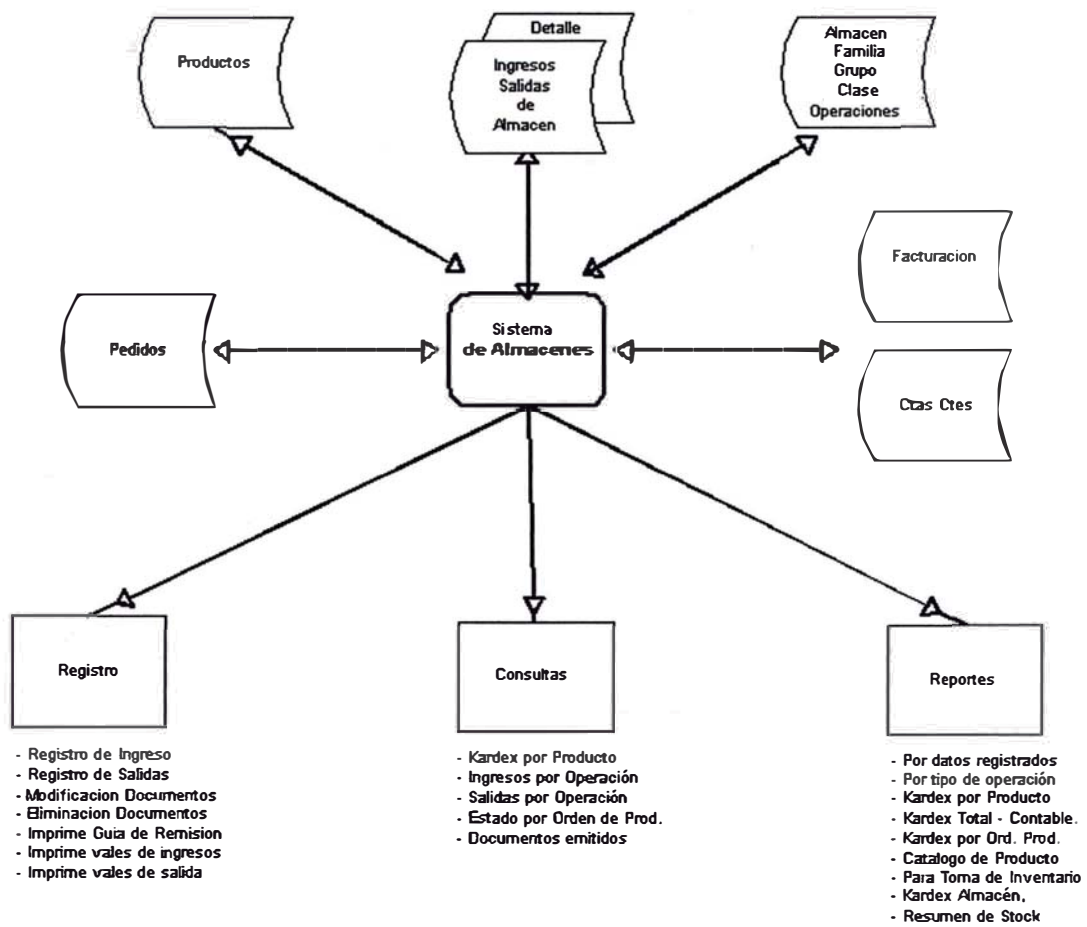 Productos
Detalle
Ingresos
Salidas
de
Almacen
Almacen
Familia
Grupo
Clase
Operaciones
Facturacion
Pedidos
Sistema
de Almacenes
Ctas Ctes
Registro
- Registro de Ingreso
- Registro de Salidas
- Modificacion Documentos
- Eliminacion Documentos
- Imprime Guia de Remision
- Imprime vales de ingresos
- Imprime vales de salida
Consultas
- Kardex por Producto
- Ingresos por Operación
- Salidas por Operación
- Estado por Orden de Prod.
- Documentos emitidos
Reportes
- Por datos registrados
- Por tipo de operación
- Kardex por Producto
- Kardex Total - Contable.
- Kardex por Ord. Prod.
- Catalogo de Producto
- Para Toma de Inventario
- Kardex Almacén,
- Resumen de Stock